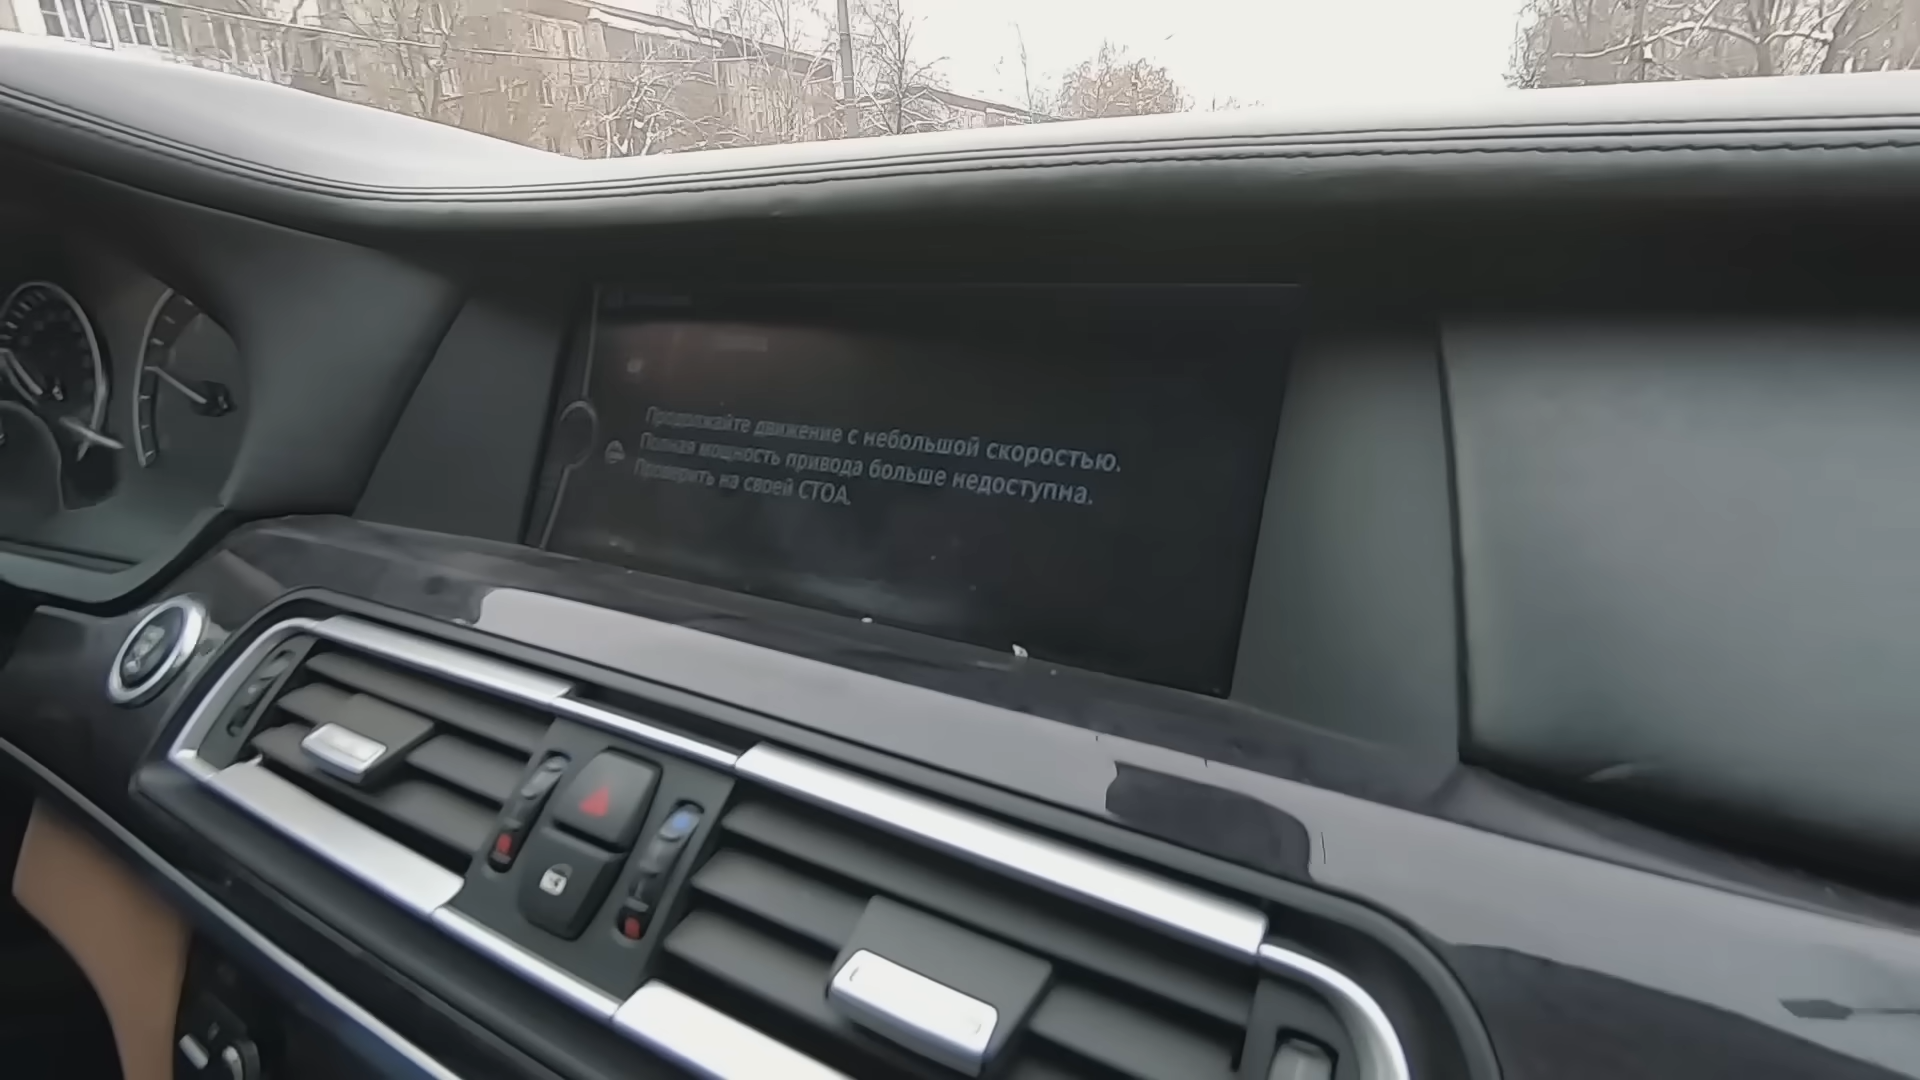 Продолжайте движение с небольшой скоростью.
Полная мощность привода больше недоступна.
Проверить на своей СТОА.